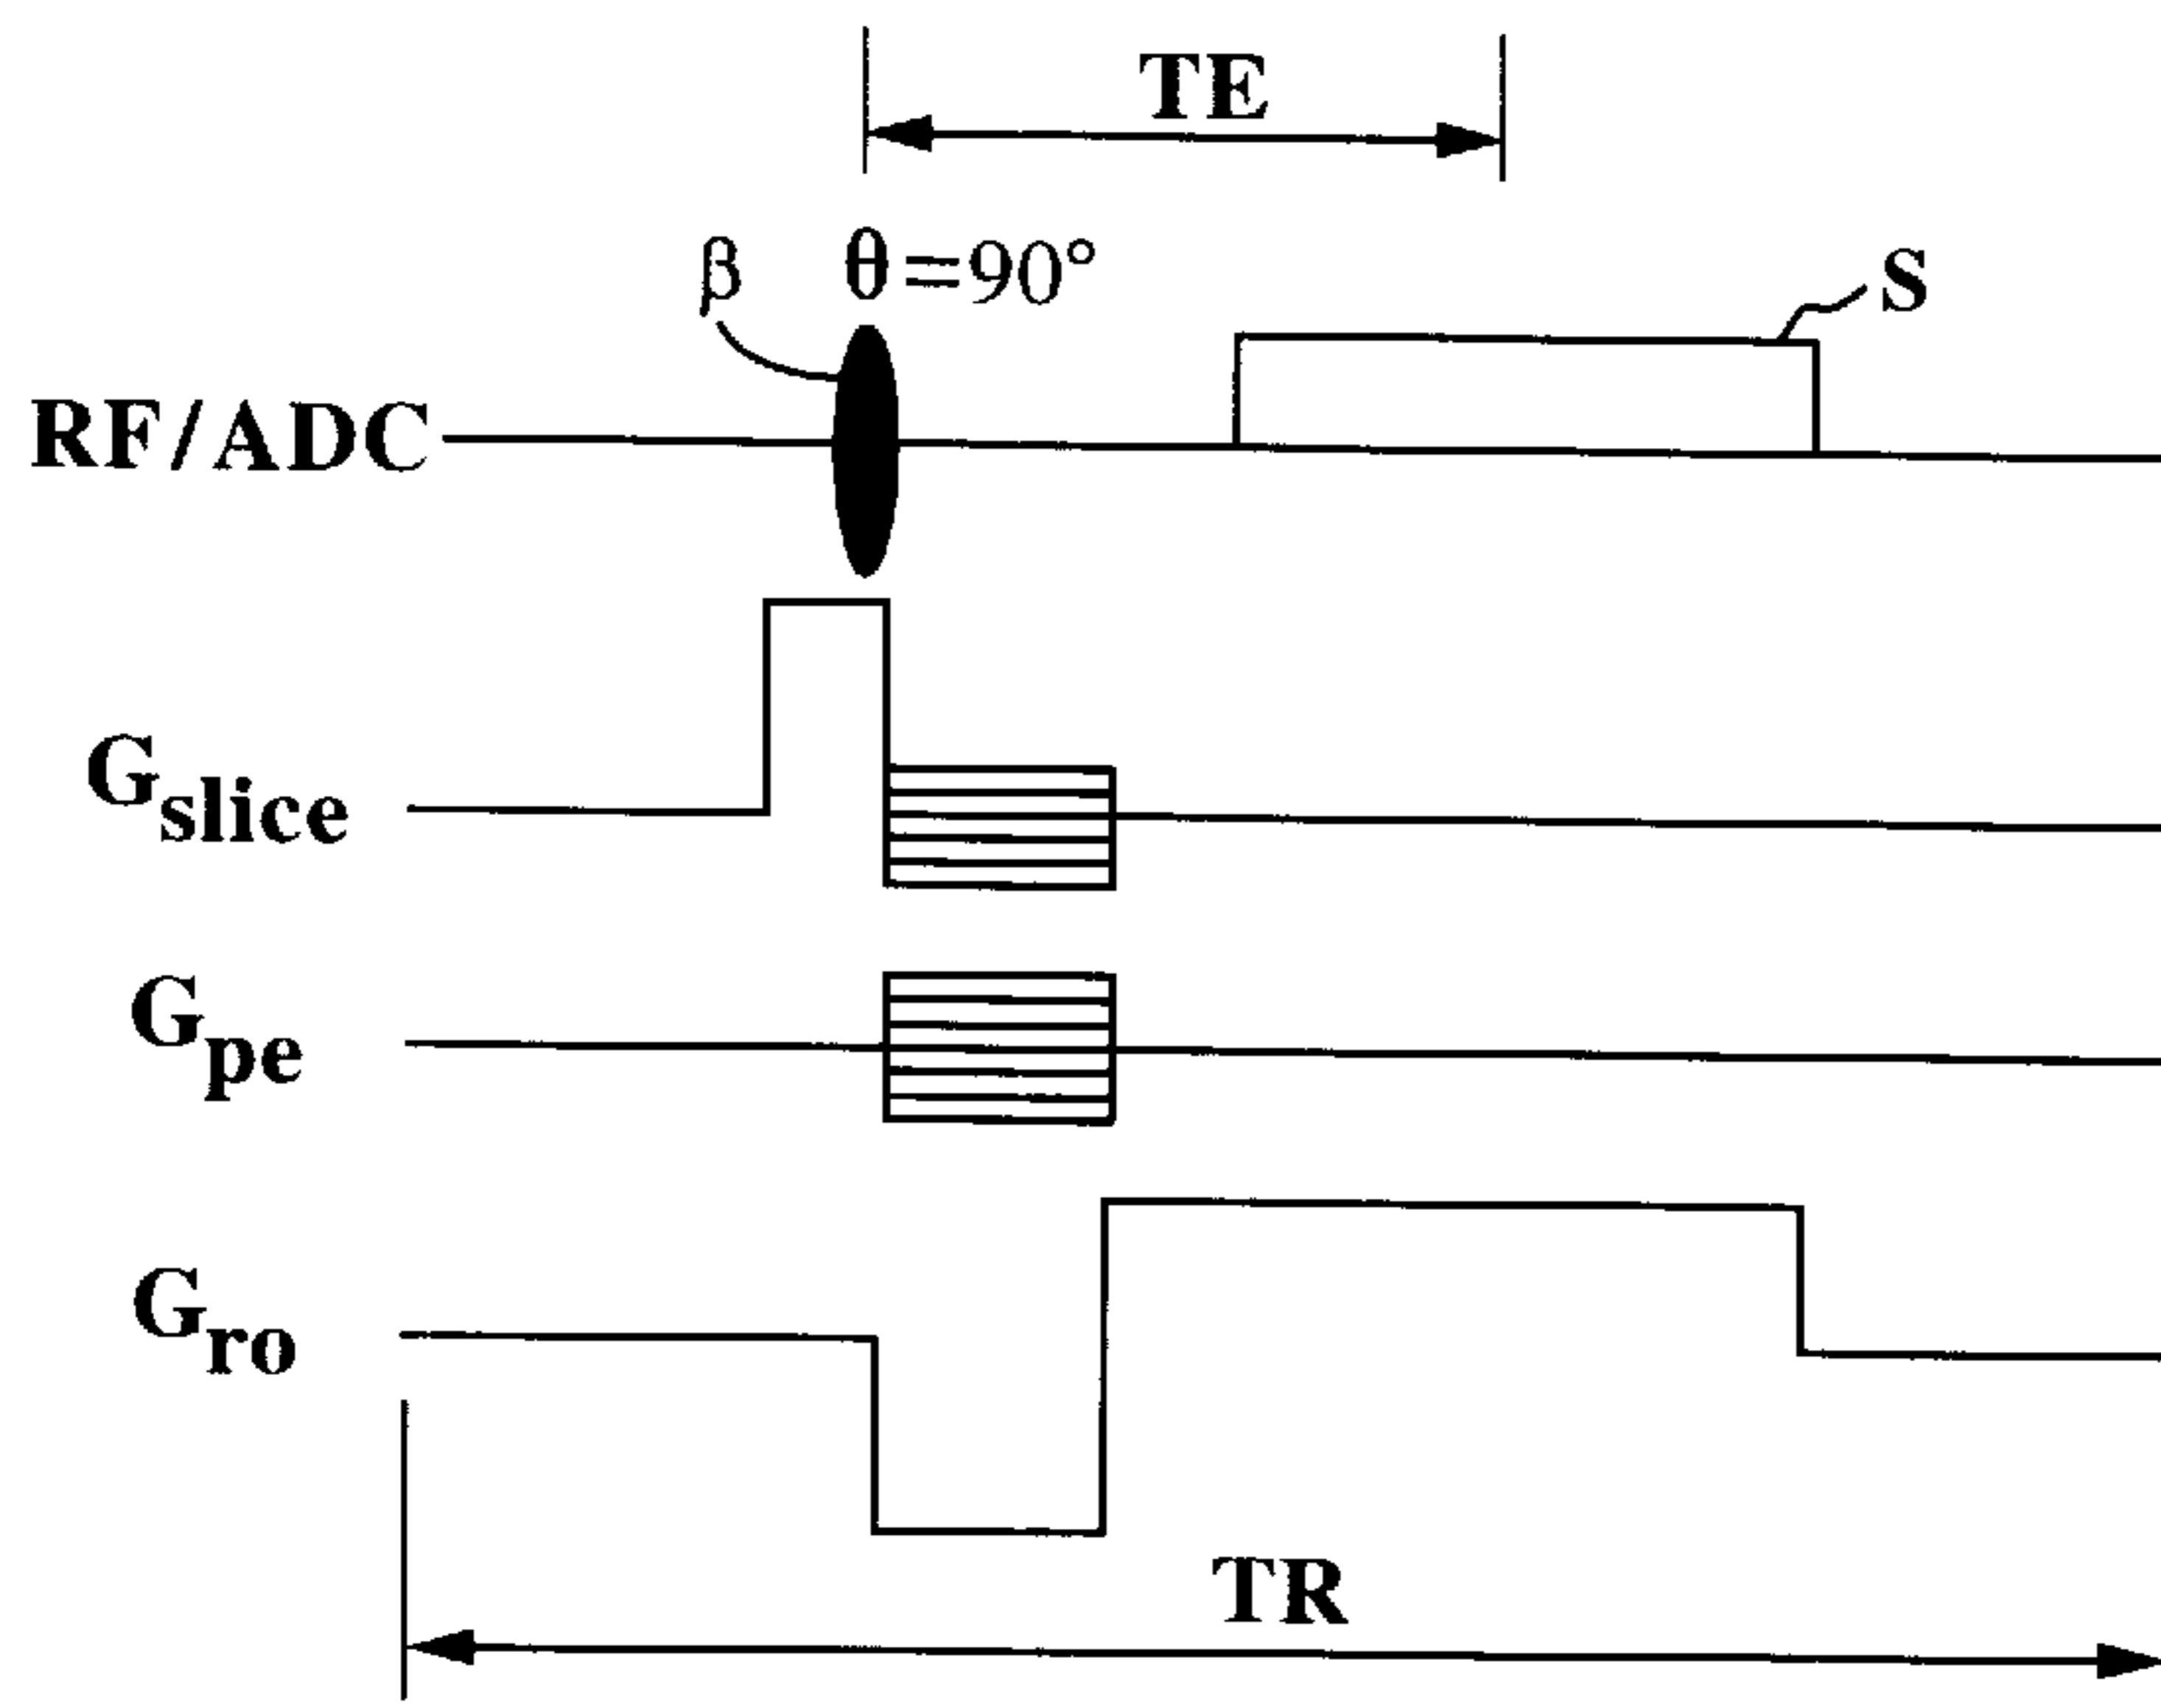 TE
β θ=90°
S
RF/ADC
Gslice
Gpe
Gro
TR